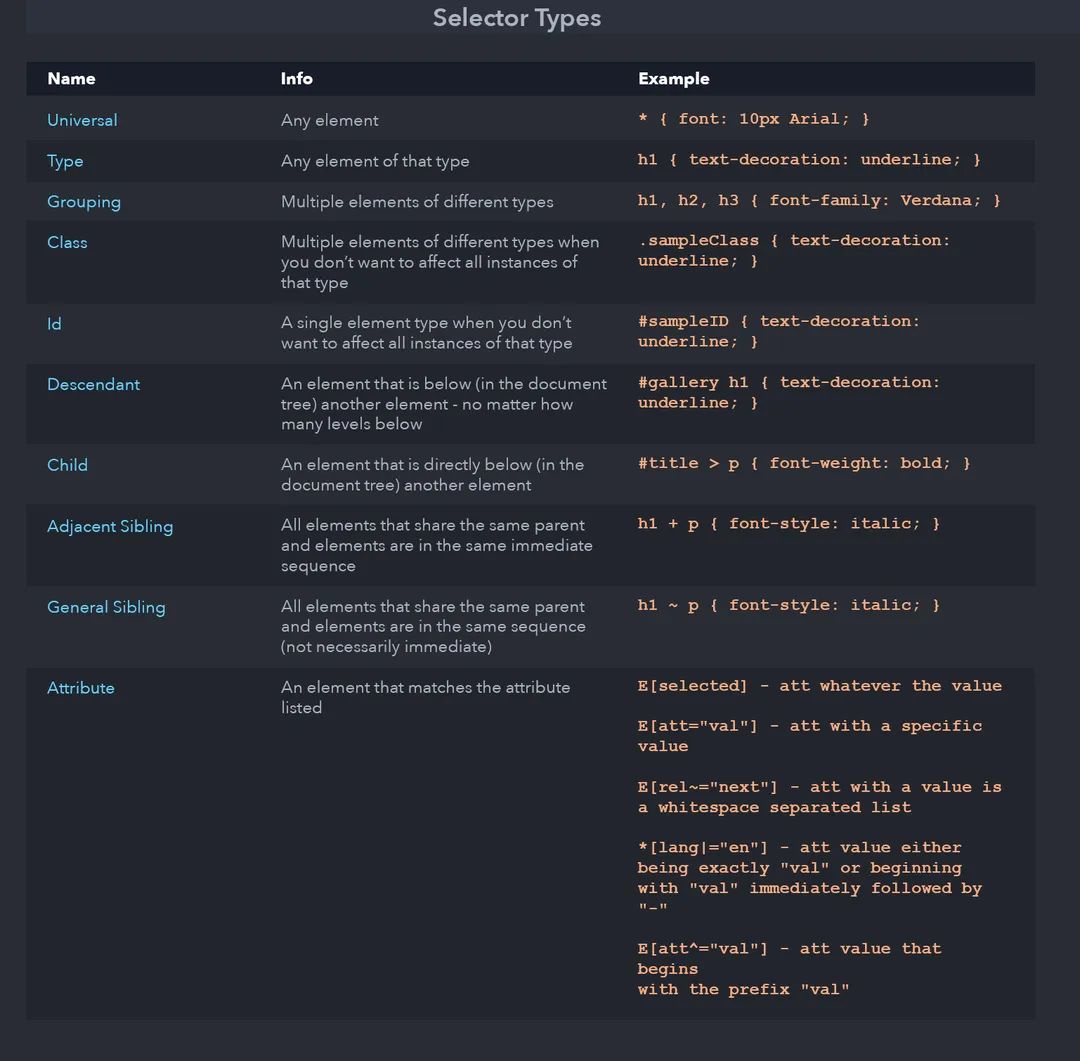 Selector Types
Name Info Example
Universal Any element * { font: 10px Arial; }
Type Any element of that type h1 { text-decoration: underline; }
Grouping Multiple elements of different types h1, h2, h3 { font-family: Verdana; }
Class Multiple elements of different types when .sampleClass { text-decoration:
you don’t want to affect all instances of underline; }
that type
Id A single element type when you don’t #sampleID { text-decoration:
want to affect all instances of that type underline; }
Descendant An element that is below (in the document #gallery h1 { text-decoration:
tree) another element - no matter how underline; }
many levels below
Child An element that is directly below (in the #title > p { font-weight: bold; }
document tree) another element
Adjacent Sibling All elements that share the same parent h1 + p { font-style: italic; }
and elements are in the same immediate
sequence
General Sibling All elements that share the same parent h1 ~ p { font-style: italic; }
and elements are in the same sequence
(not necessarily immediate)
Attribute An element that matches the attribute E[selected] - att whatever the value
listed
E[att="val"] - att with a specific
value
E[rel~="next"] - att with a value is
a whitespace separated list
*[lang|="en"] - att value either
being exactly "val" or beginning
with "val" immediately followed by
"-"
E[att^="val"] - att value that
begins
with the prefix "val"